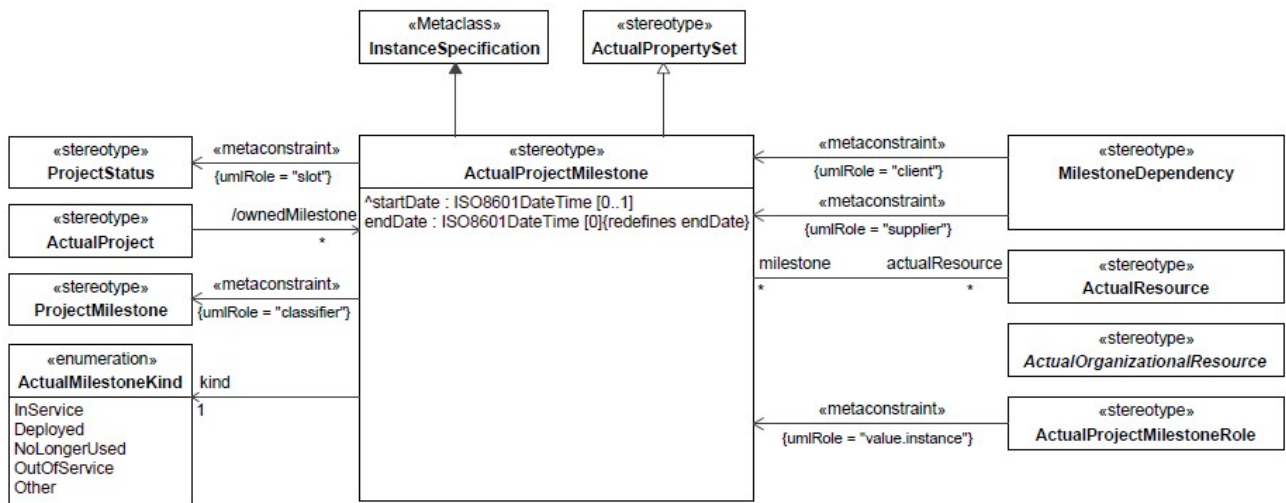 «Metaclass»
InstanceSpecification
«stereotype»
ActualPropertySet
«stereotype»
ProjectStatus
«metaconstraint»
{umlRole = "slot"}
«stereotype»
ActualProject
/ownedMilestone
*
«stereotype»
ProjectMilestone
«metaconstraint»
{umlRole = "classifier"}
«enumeration»
ActualMilestoneKind
InService
Deployed
NoLongerUsed
OutOfService
Other
kind
1
«stereotype»
ActualProjectMilestone
^startDate : ISO8601DateTime [0..1]
endDate : ISO8601DateTime [0]{redefines endDate}
«metaconstraint»
{umlRole = "client"}
«metaconstraint»
{umlRole = "supplier"}
«stereotype»
MilestoneDependency
milestone
*
actualResource
*
«stereotype»
ActualResource
«stereotype»
ActualOrganizationalResource
«metaconstraint»
{umlRole = "value.instance"}
«stereotype»
ActualProjectMilestoneRole